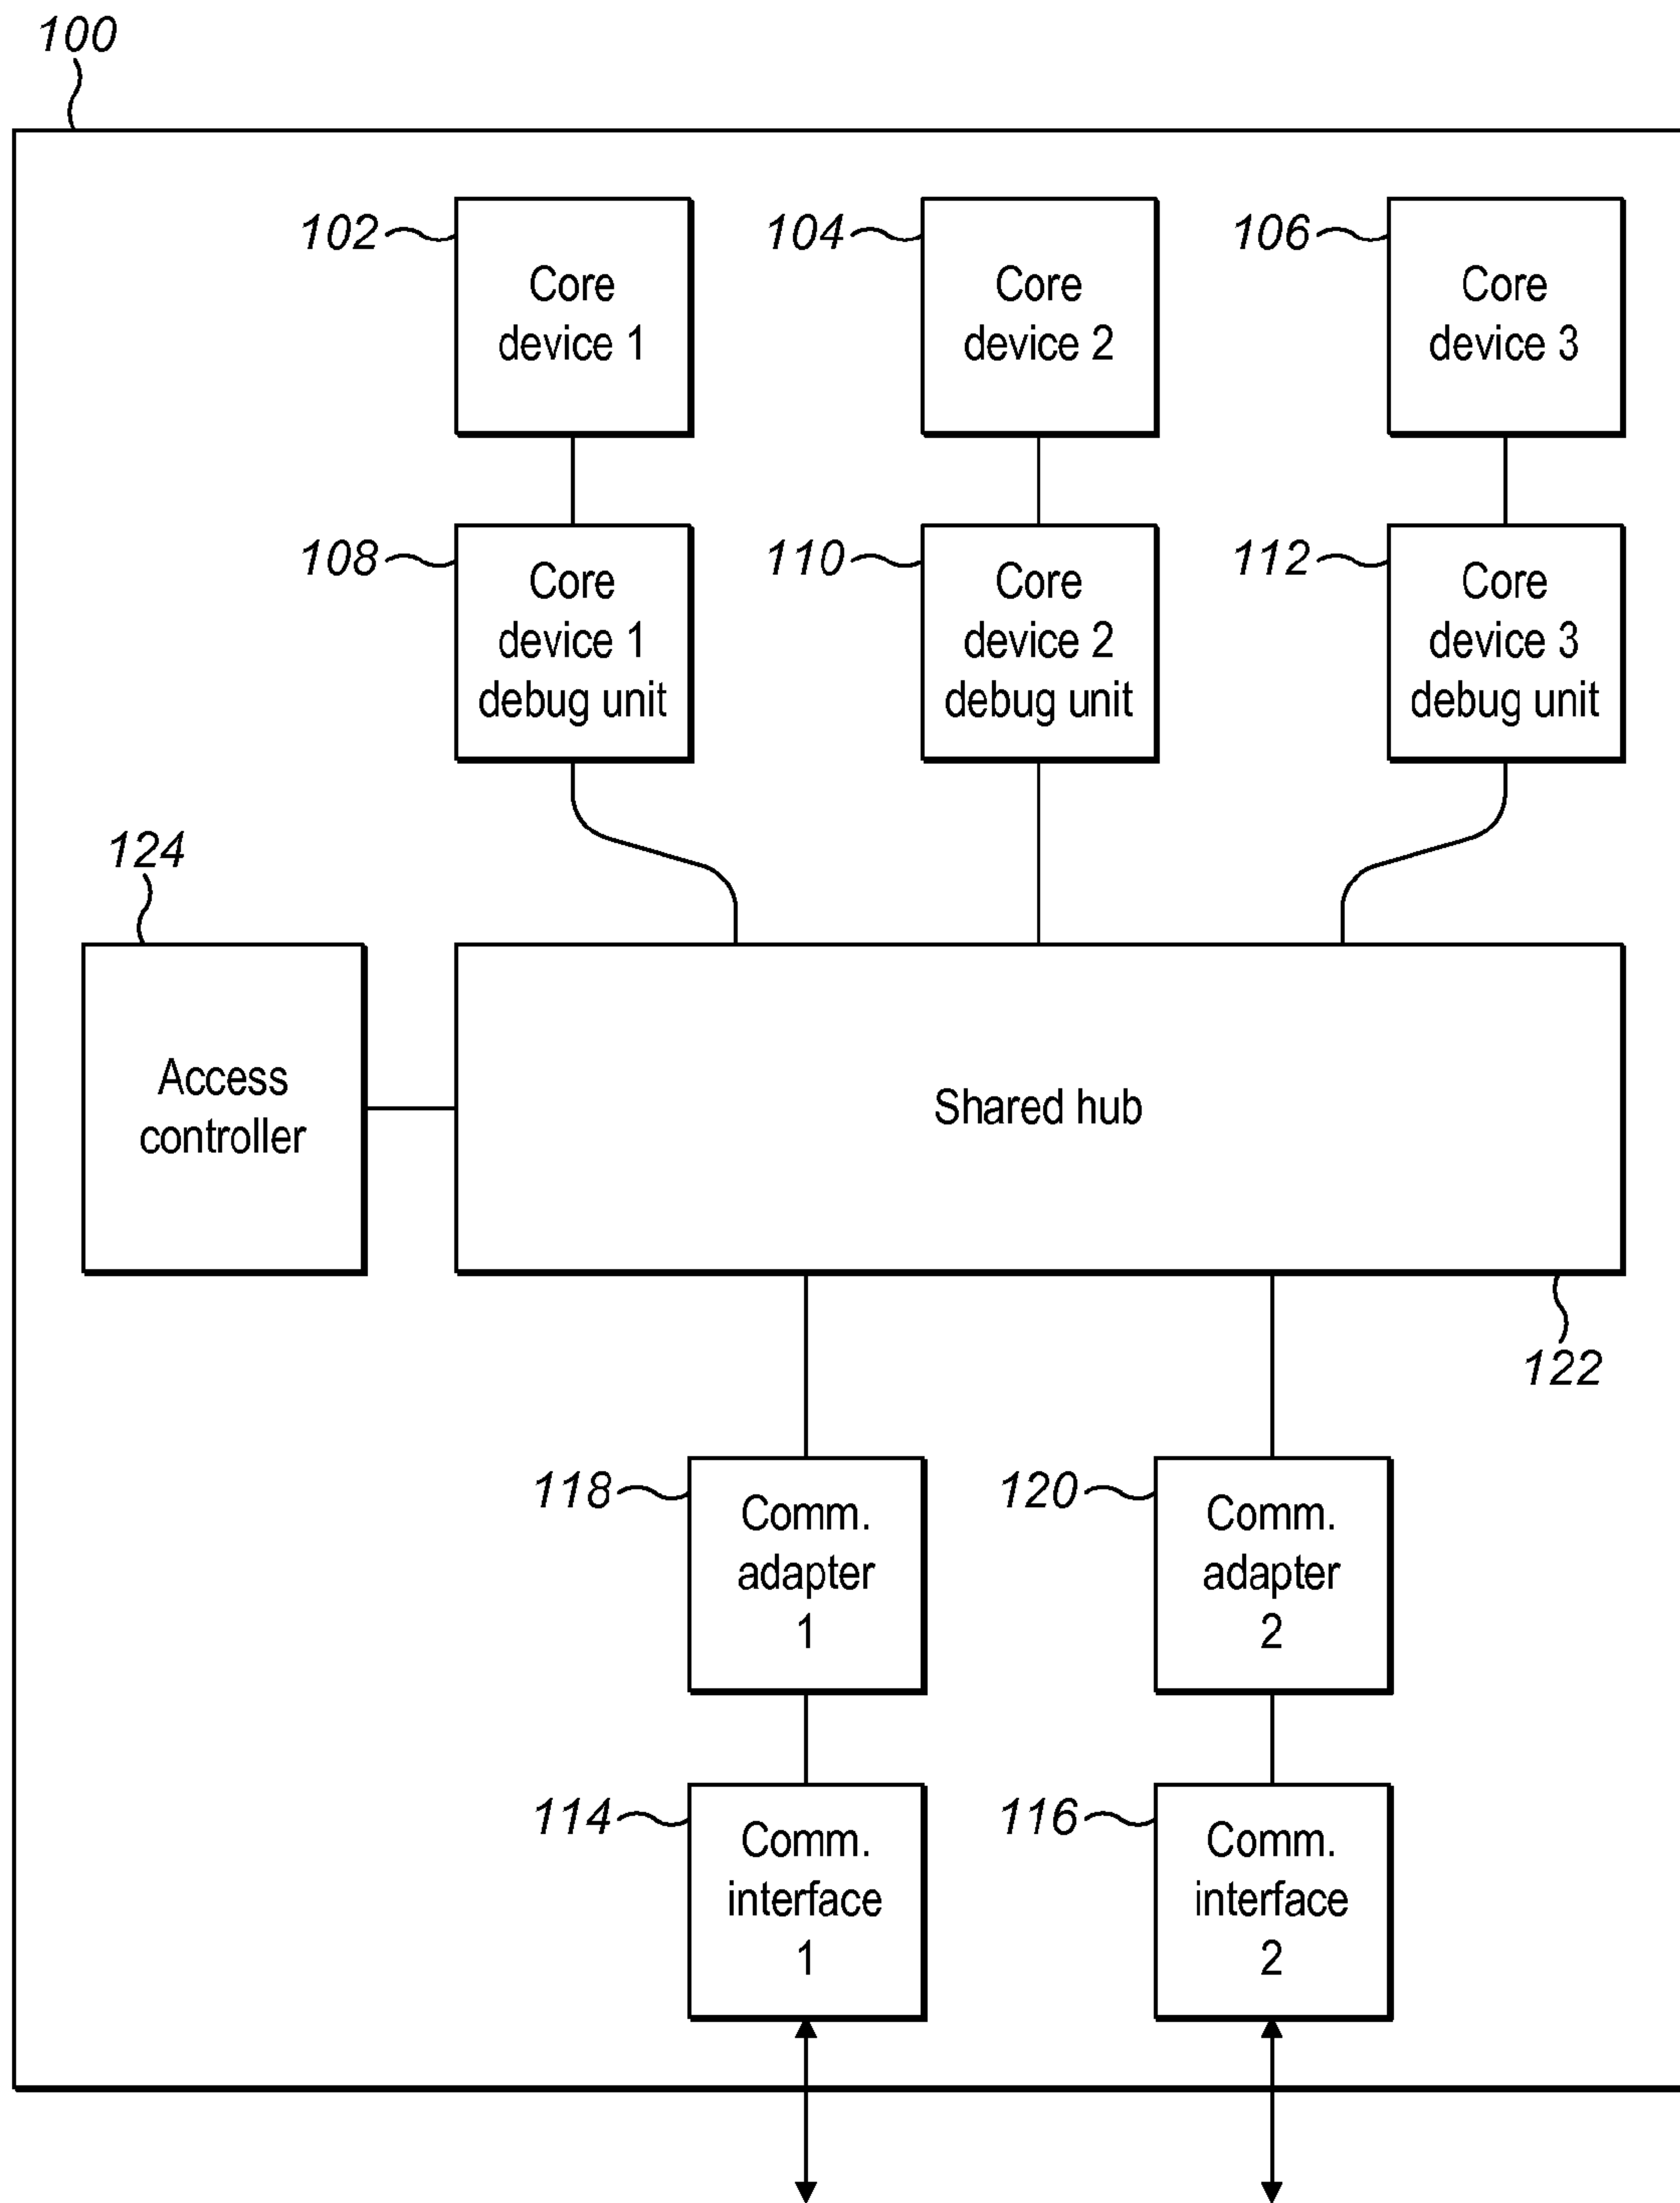 100
102
Core
device 1
104
Core
device 2
106
Core
device 3
108
Core
device 1
debug unit
110
Core
device 2
debug unit
112
Core
device 3
debug unit
124
Access
controller
Shared hub
122
118
Comm.
adapter
1
120
Comm.
adapter
2
114
Comm.
interface
1
116
Comm.
interface
2